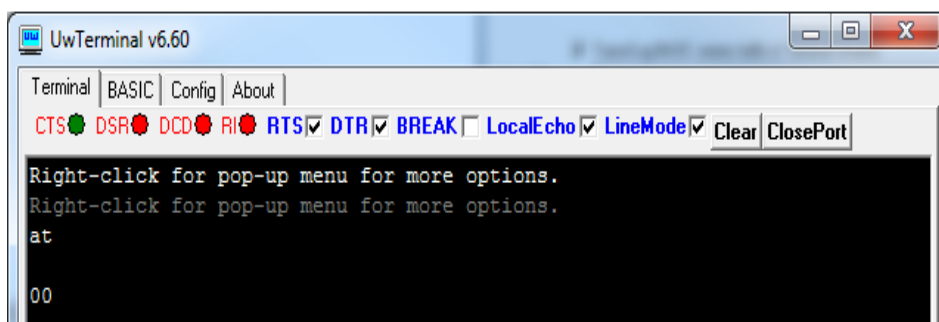 UwTerminal v6.60
Terminal BASIC Config About
CTS DSR DCD RI RTS DTR BREAK LocalEcho LineMode Clear ClosePort
Right-click for pop-up menu for more options.
Right-click for pop-up menu for more options.
at
00